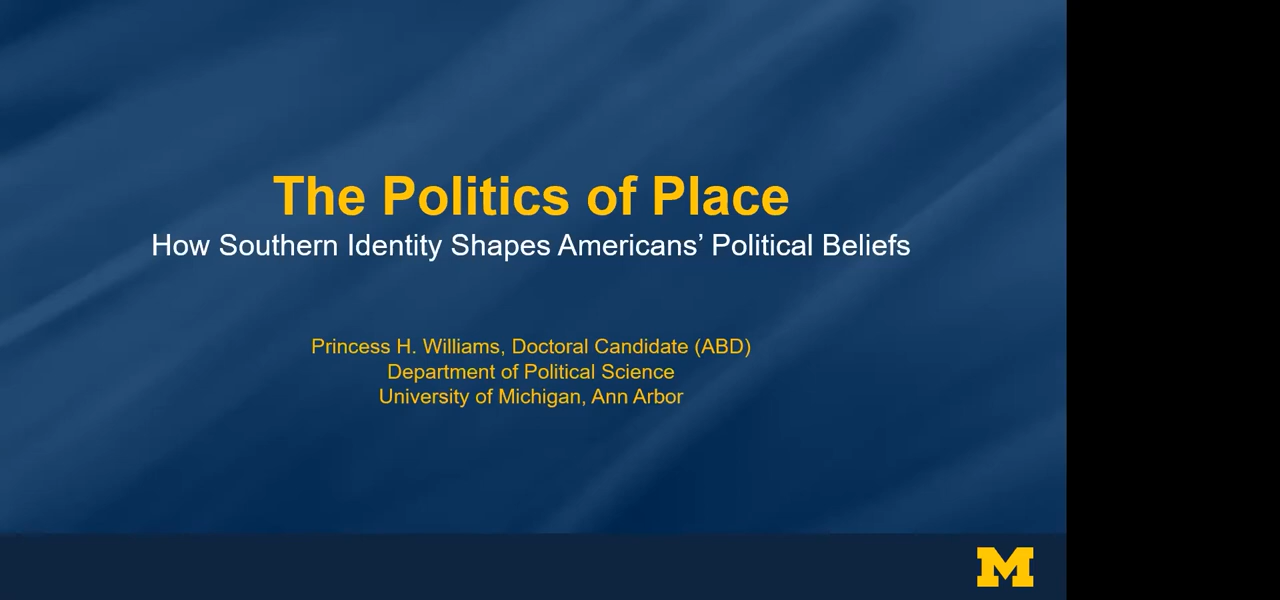 The Politics of Place
How Southern Identity Shapes Americans’ Political Beliefs
Princess H. Williams, Doctoral Candidate (ABD)
Department of Political Science
University of Michigan, Ann Arbor
M